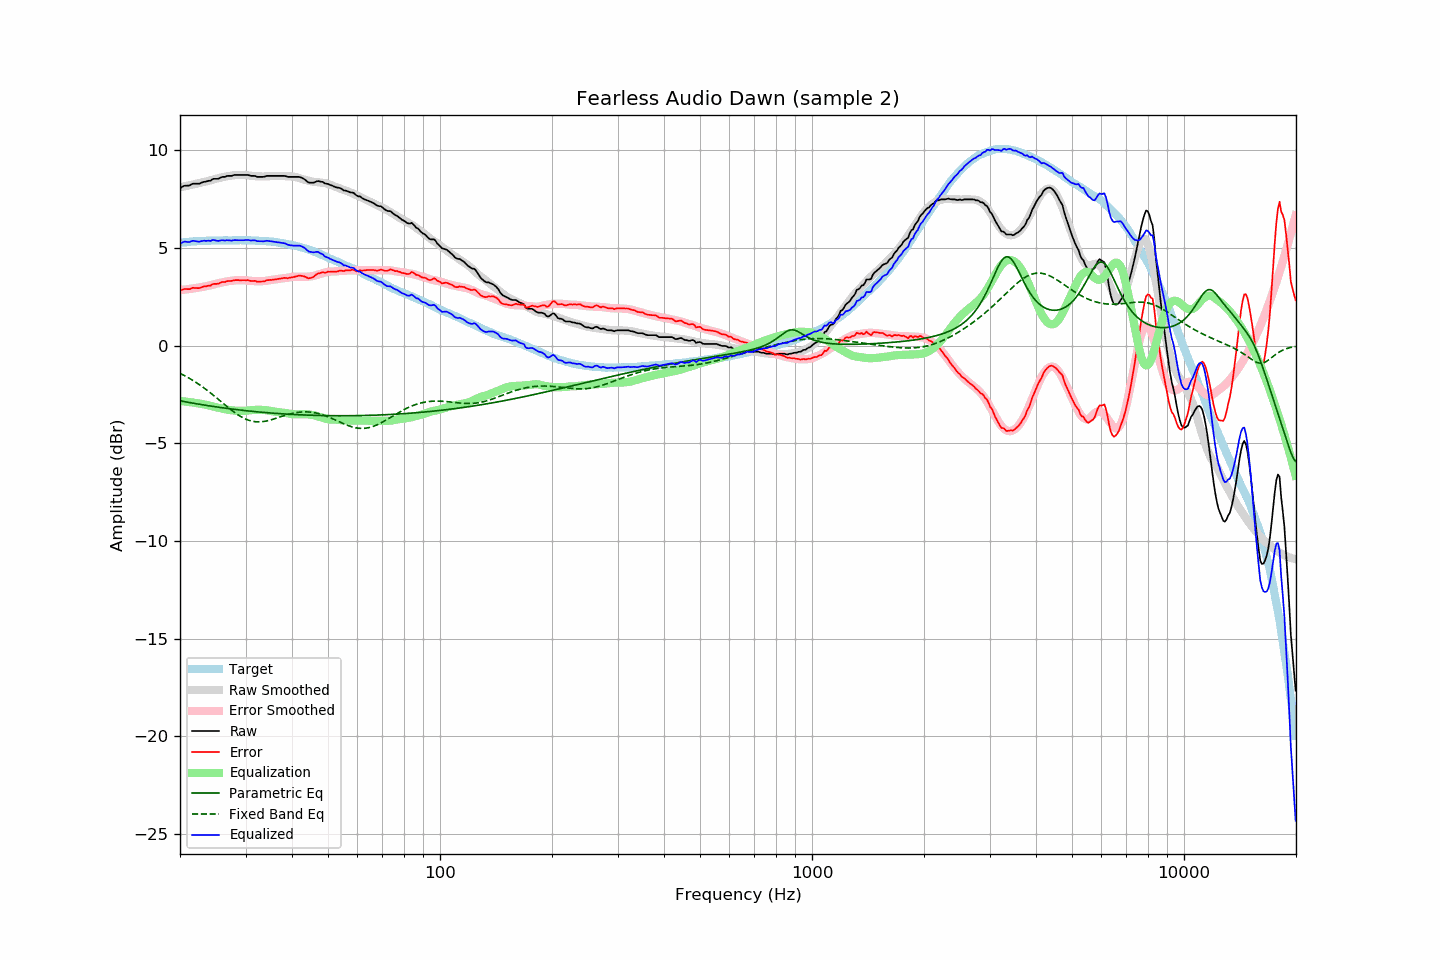 Fearless Audio Dawn (sample 2)
10
5
0
−5
−10
−15
−20
−25
Amplitude (dBr)
Target
Raw Smoothed
Error Smoothed
Raw
Error
Equalization
Parametric Eq
Fixed Band Eq
Equalized
100
1000
10000
Frequency (Hz)